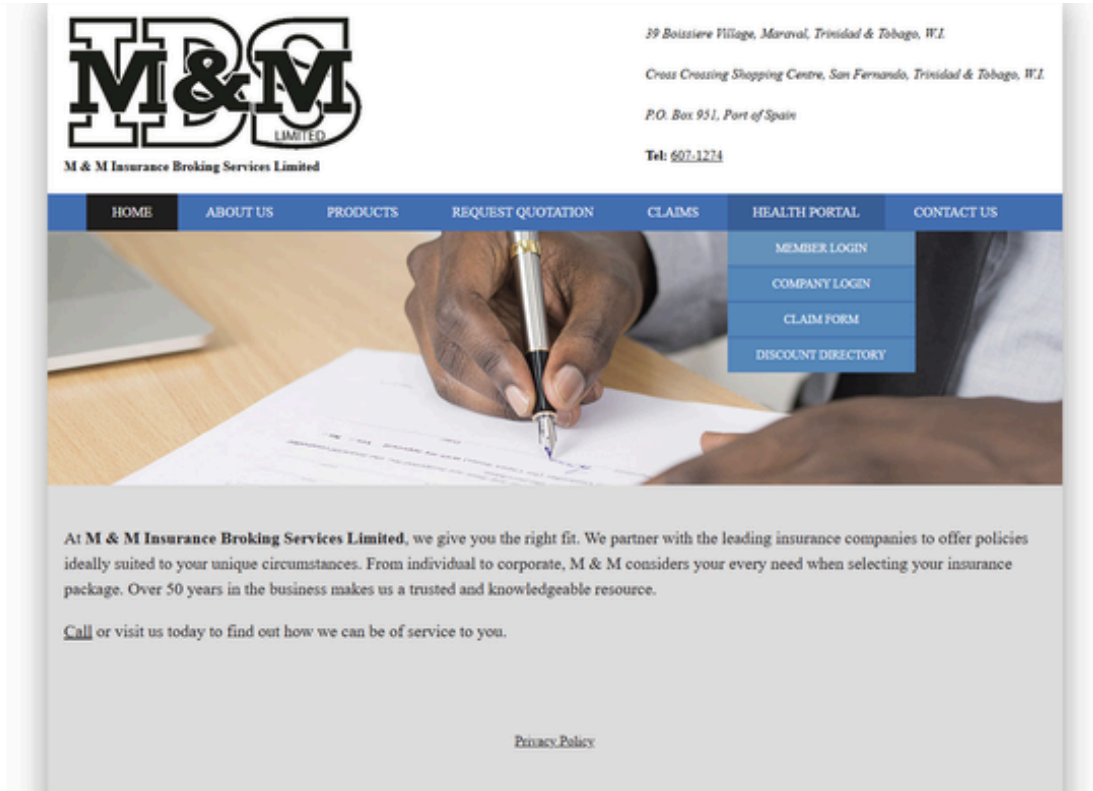 IBS
M&M
LIMITED
M & M Insurance Broking Services Limited
39 Boissiere Village, Maraval, Trinidad & Tobago, W.I.
Cross Crossing Shopping Centre, San Fernando, Trinidad & Tobago, W.I.
P.O. Box 951, Port of Spain
Tel: 607-1274
HOME ABOUT US PRODUCTS REQUEST QUOTATION CLAIMS HEALTH PORTAL CONTACT US
MEMBER LOGIN
COMPANY LOGIN
CLAIM FORM
DISCOUNT DIRECTORY
At M & M Insurance Broking Services Limited, we give you the right fit. We partner with the leading insurance companies to offer policies
ideally suited to your unique circumstances. From individual to corporate, M & M considers your every need when selecting your insurance
package. Over 50 years in the business makes us a trusted and knowledgeable resource.
Call or visit us today to find out how we can be of service to you.
Privacy Policy